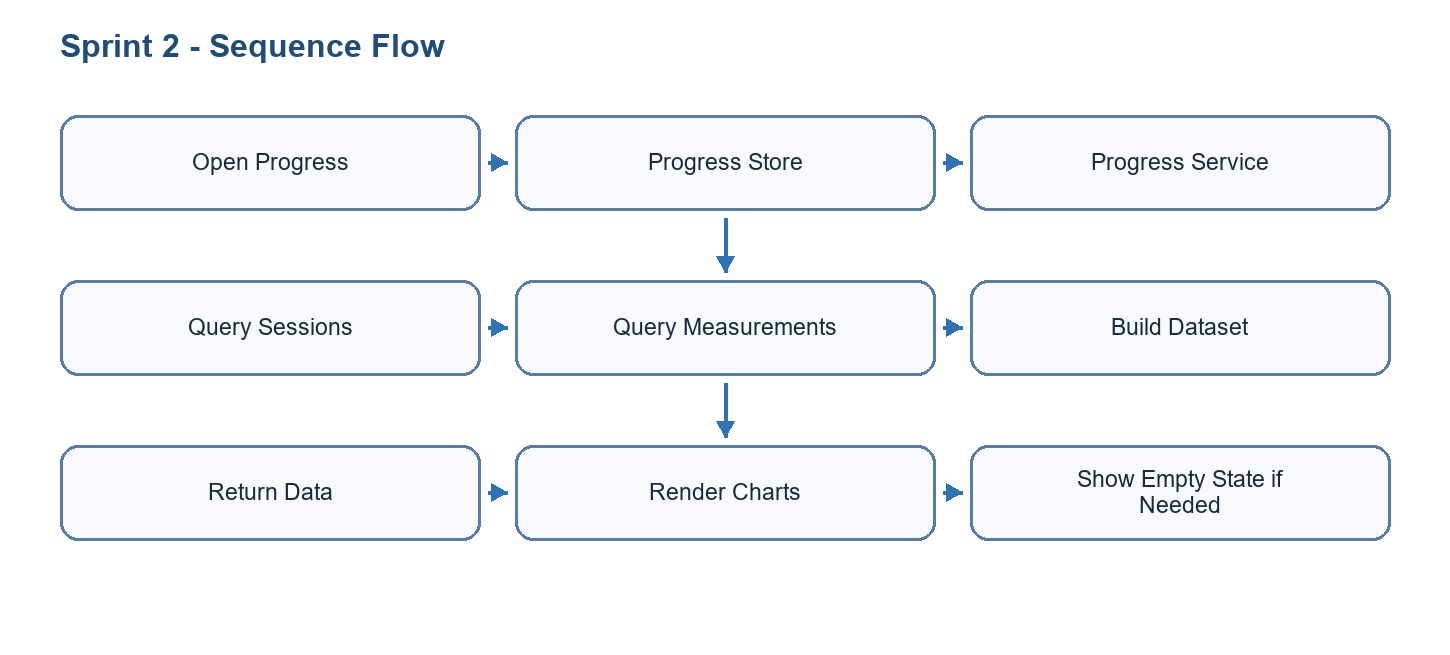 Sprint 2 - Sequence Flow
Open Progress
Progress Store
Progress Service
Query Sessions
Query Measurements
Build Dataset
Return Data
Render Charts
Show Empty State if
Needed